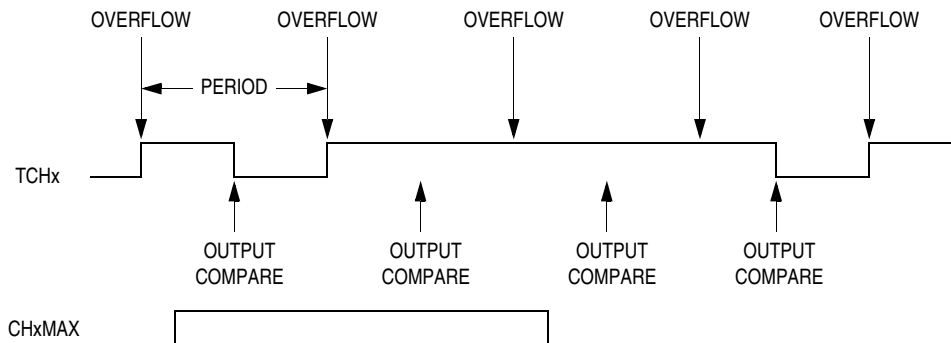 OVERFLOW OVERFLOW OVERFLOW OVERFLOW OVERFLOW
PERIOD
TCHx
OUTPUT COMPARE
OUTPUT COMPARE
OUTPUT COMPARE
OUTPUT COMPARE
CHxMAX